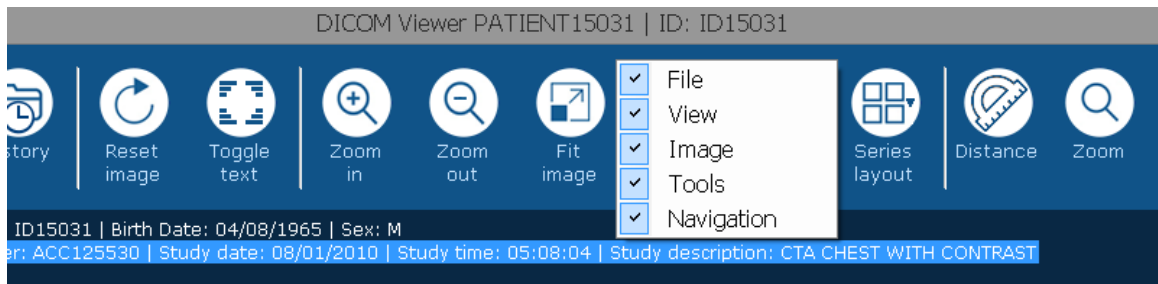 DICOM Viewer PATIENT15031 | ID: ID15031
Reset image
Toggle text
Zoom in
Zoom out
Fit image
File
View
Image
Tools
Navigation
Series layout
Distance
Zoom
ID15031 | Birth Date: 04/08/1965 | Sex: M
ACC125530 | Study date: 08/01/2010 | Study time: 05:08:04 | Study description: CTA CHEST WITH CONTRAST